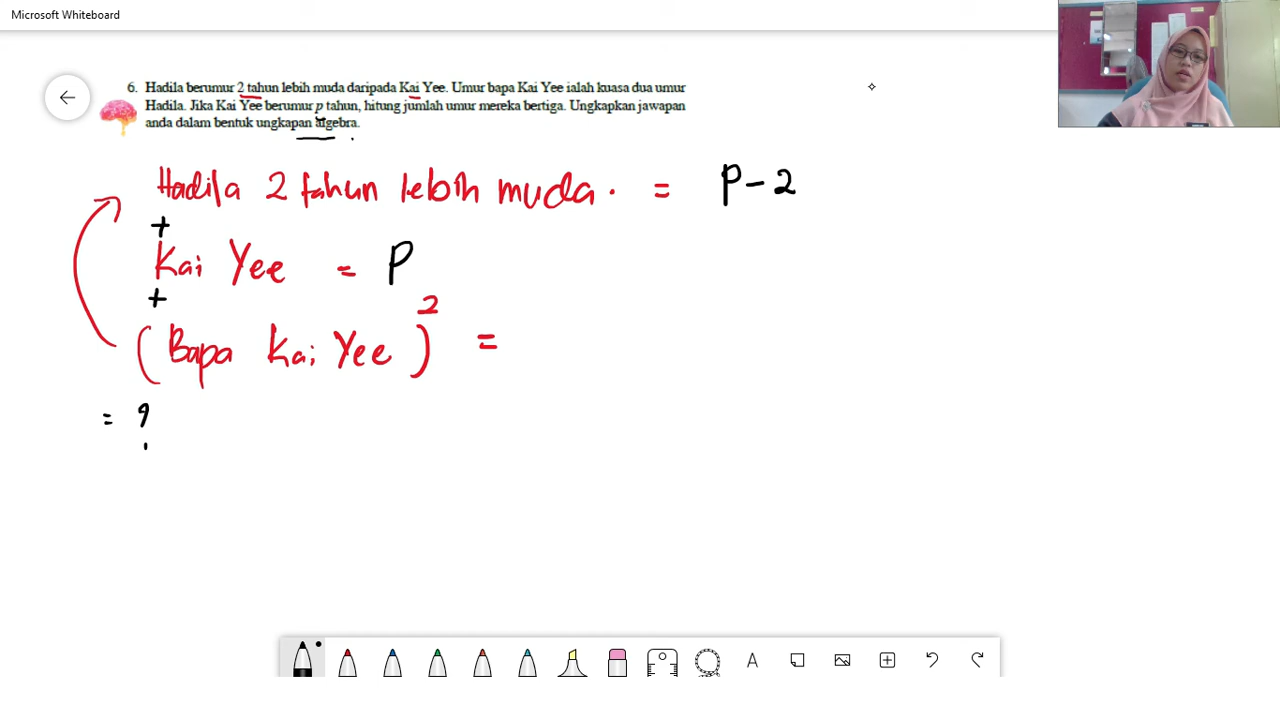 Microsoft Whiteboard
6. Hadila berumur 2 tahun lebih muda daripada Kai Yee. Umur bapa Kai Yee ialah kuasa dua umur
Hadila. Jika Kai Yee berumur p tahun, hitung jumlah umur mereka bertiga. Ungkapkan jawapan
anda dalam bentuk ungkapan algebra.
Hadila 2 tahun lebih muda. = P-2
+
Kai Yee = P
+
(Bapa Kai Yee)² =
= ?
A